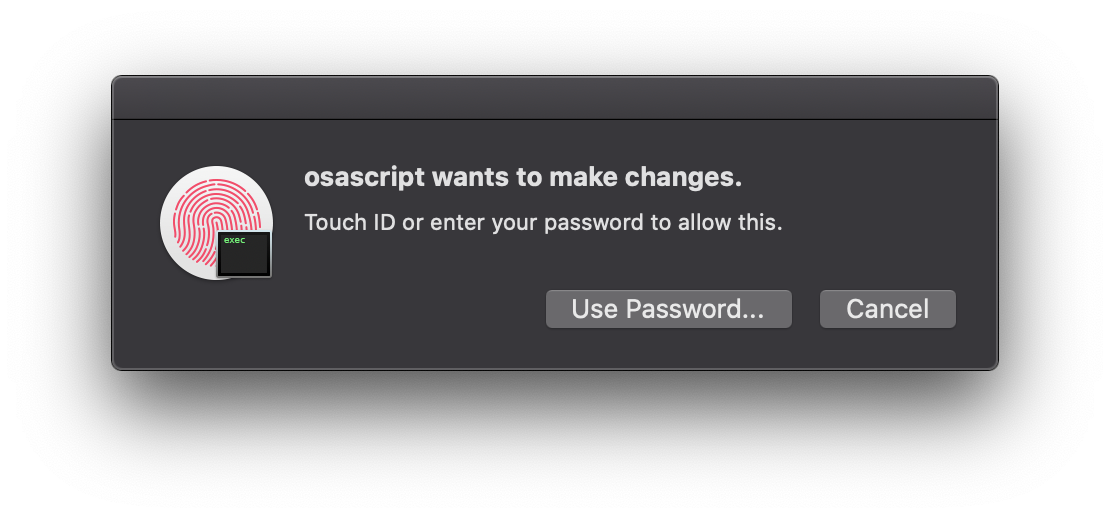 osascript wants to make changes.
Touch ID or enter your password to allow this.
exec
Use Password...
Cancel